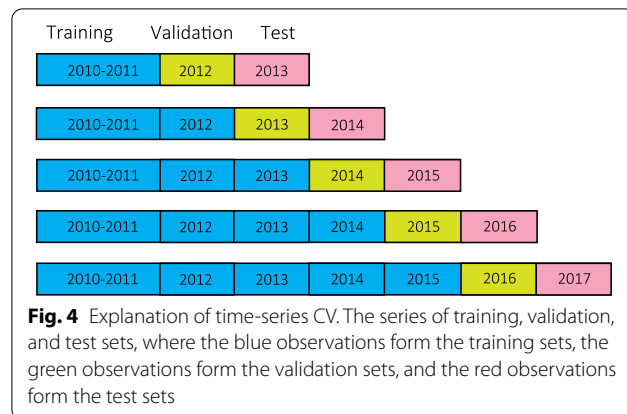 Training Validation Test
2010-2011 2012 2013
2010-2011 2012 2013 2014
2010-2011 2012 2013 2014 2015
2010-2011 2012 2013 2014 2015 2016
2010-2011 2012 2013 2014 2015 2016 2017
Fig. 4 Explanation of time-series CV. The series of training, validation,
and test sets, where the blue observations form the training sets, the
green observations form the validation sets, and the red observations
form the test sets